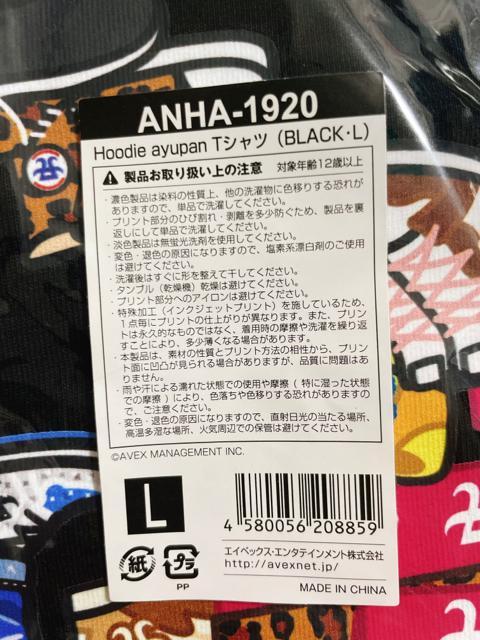 ANHA-1920
Hoodie ayupan Tシャツ（BLACK・L）
製品お取り扱い上の注意 対象年齢12歳以上
・濃色製品は染料の性質上、他の洗濯物に色移りする恐れが
ありますので、単品で洗濯してください。
・プリント部分のひび割れ・剥離を多少防ぐため、製品を裏
返しにして単品で洗濯してください。
・淡色製品は無蛍光洗剤を使用してください。
・変色・退色の原因になりますので、塩素系漂白剤のご使用
は避けてください。
・洗濯後はすぐに形を整えて干してください。
・タンブル（乾燥機）乾燥は避けてください。
・プリント部分へのアイロンは避けてください。
・特殊加工（インクジェットプリント）を施しているため、
1点毎にプリントの仕上がりが異なります。また、プリン
トは永久的なものではなく、着用時の摩擦や洗濯を繰り返
すことにより、多少薄くなる場合があります。
・本製品は、素材の性質とプリント方法の相性から、プリン
ト面に凹凸が見られる場合がありますが、品質に問題はあ
りません。
・雨や汗による濡れた状態での使用や摩擦（特に湿った状態
での摩擦）により、色落ちや色移りする恐れがありますの
で、ご注意ください。
・変色・退色の原因になりますので、直射日光の当たる場所、
高温多湿な場所、火気周辺での保管は避けてください。
©AVEX MANAGEMENT INC.
L
4 580056 208859
紙
プラ
PP
エイベックス・エンタテインメント株式会社
http://avexnet.jp/
MADE IN CHINA